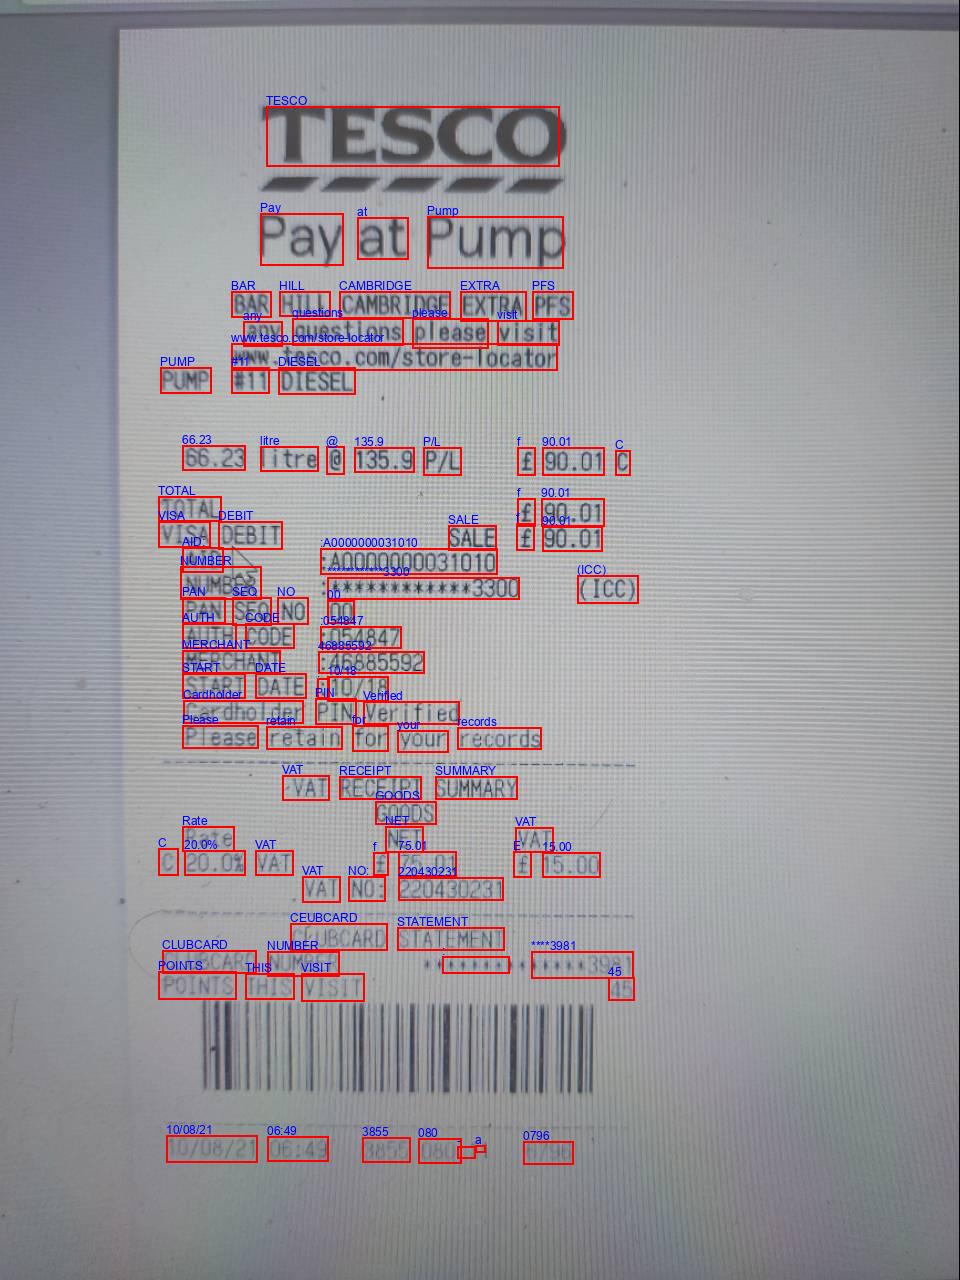 TESCO
Pay at Pump
BAR HILL CAMBRIDGE EXTRA PFS
any questions please visit
www.tesco.com/store-locator
PUMP #11 DIESEL
66.23 litre @ 135.9 P/L £ 90.01 C
TOTAL £ 90.01
VISA DEBIT SALE £ 90.01
AID :A0000000031010
NUMBER :************3300 (ICC)
PAN SEQ NO :00
AUTH CODE :054847
MERCHANT :46885592
START DATE :10/18
Cardholder PIN Verified
Please retain for your records
VAT RECEIPT SUMMARY
GOODS
Rate NET VAT
C 20.0% VAT £ 75.01 £ 15.00
VAT NO: 220430231
CLUBCARD STATEMENT
CLUBCARD NUMBER **************3981
POINTS THIS VISIT 45
10/08/21 06:49 3855 080 0796